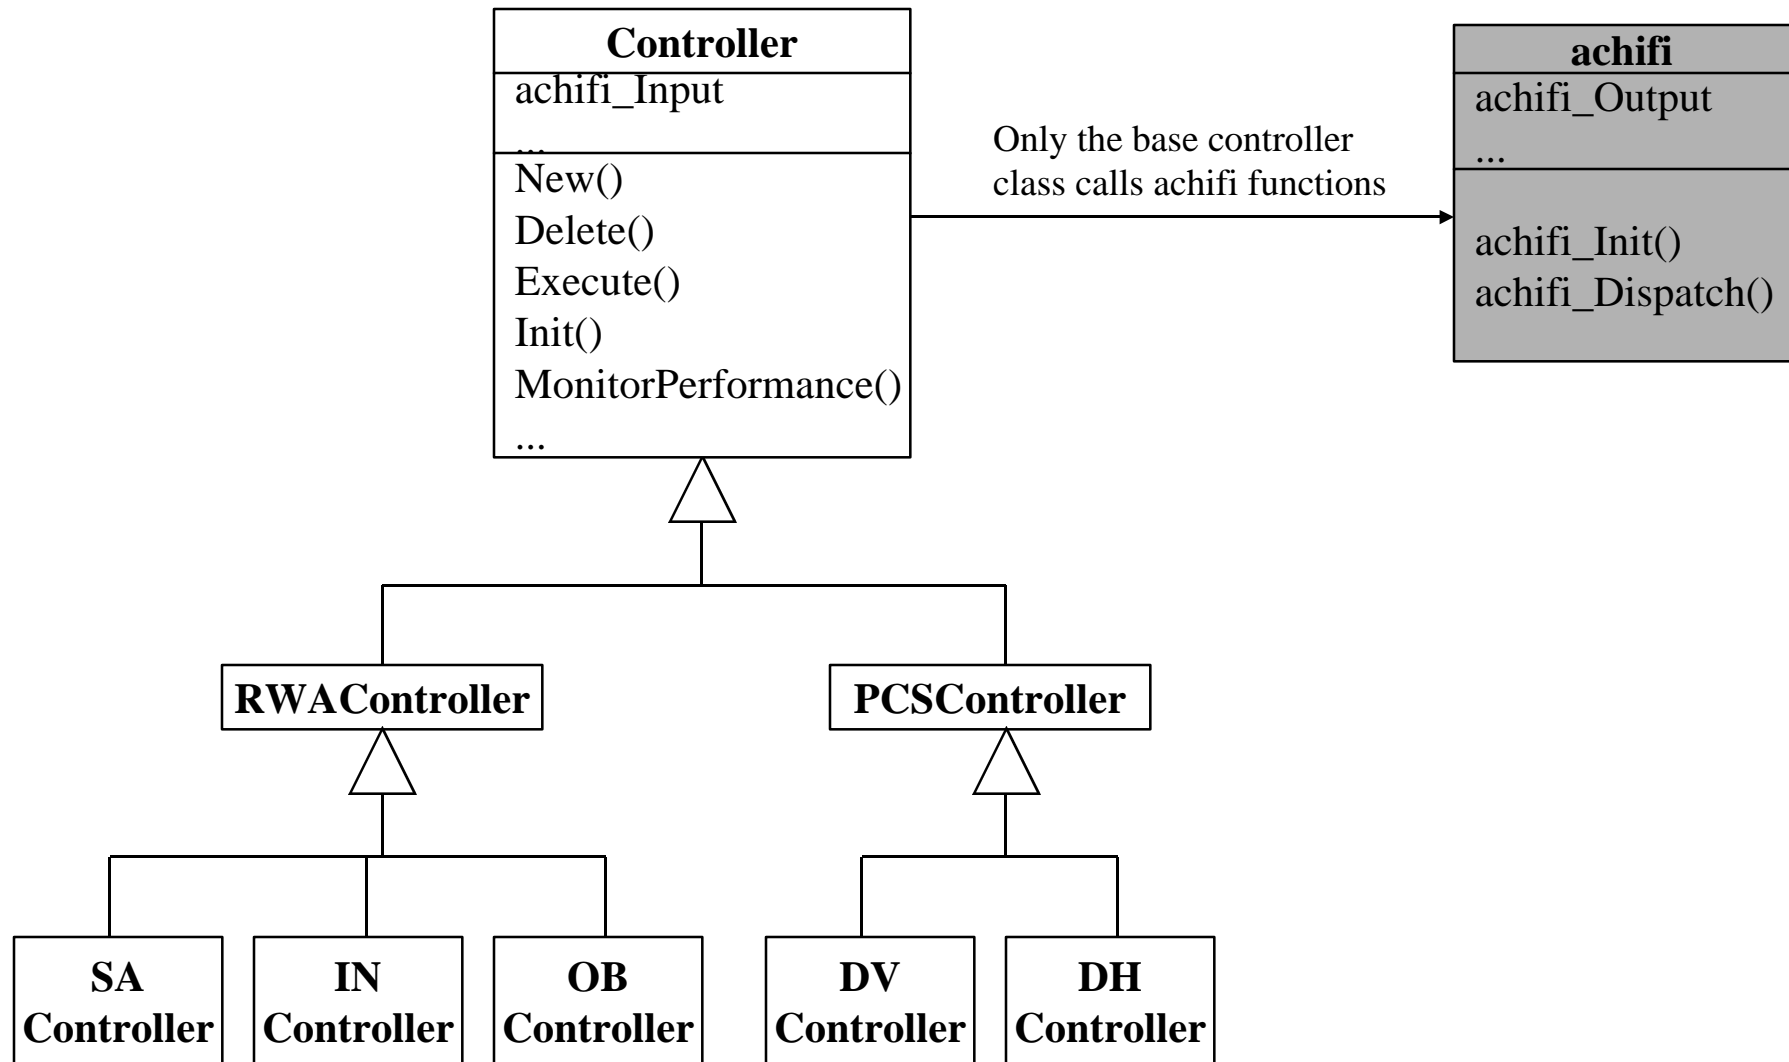 Controller
achifi_Input
...
New()
Delete()
Execute()
Init()
MonitorPerformance()
...
Only the base controller
class calls achifi functions
achifi
achifi_Output
...
achifi_Init()
achifi_Dispatch()
RWAController
PCSController
SA
Controller
IN
Controller
OB
Controller
DV
Controller
DH
Controller